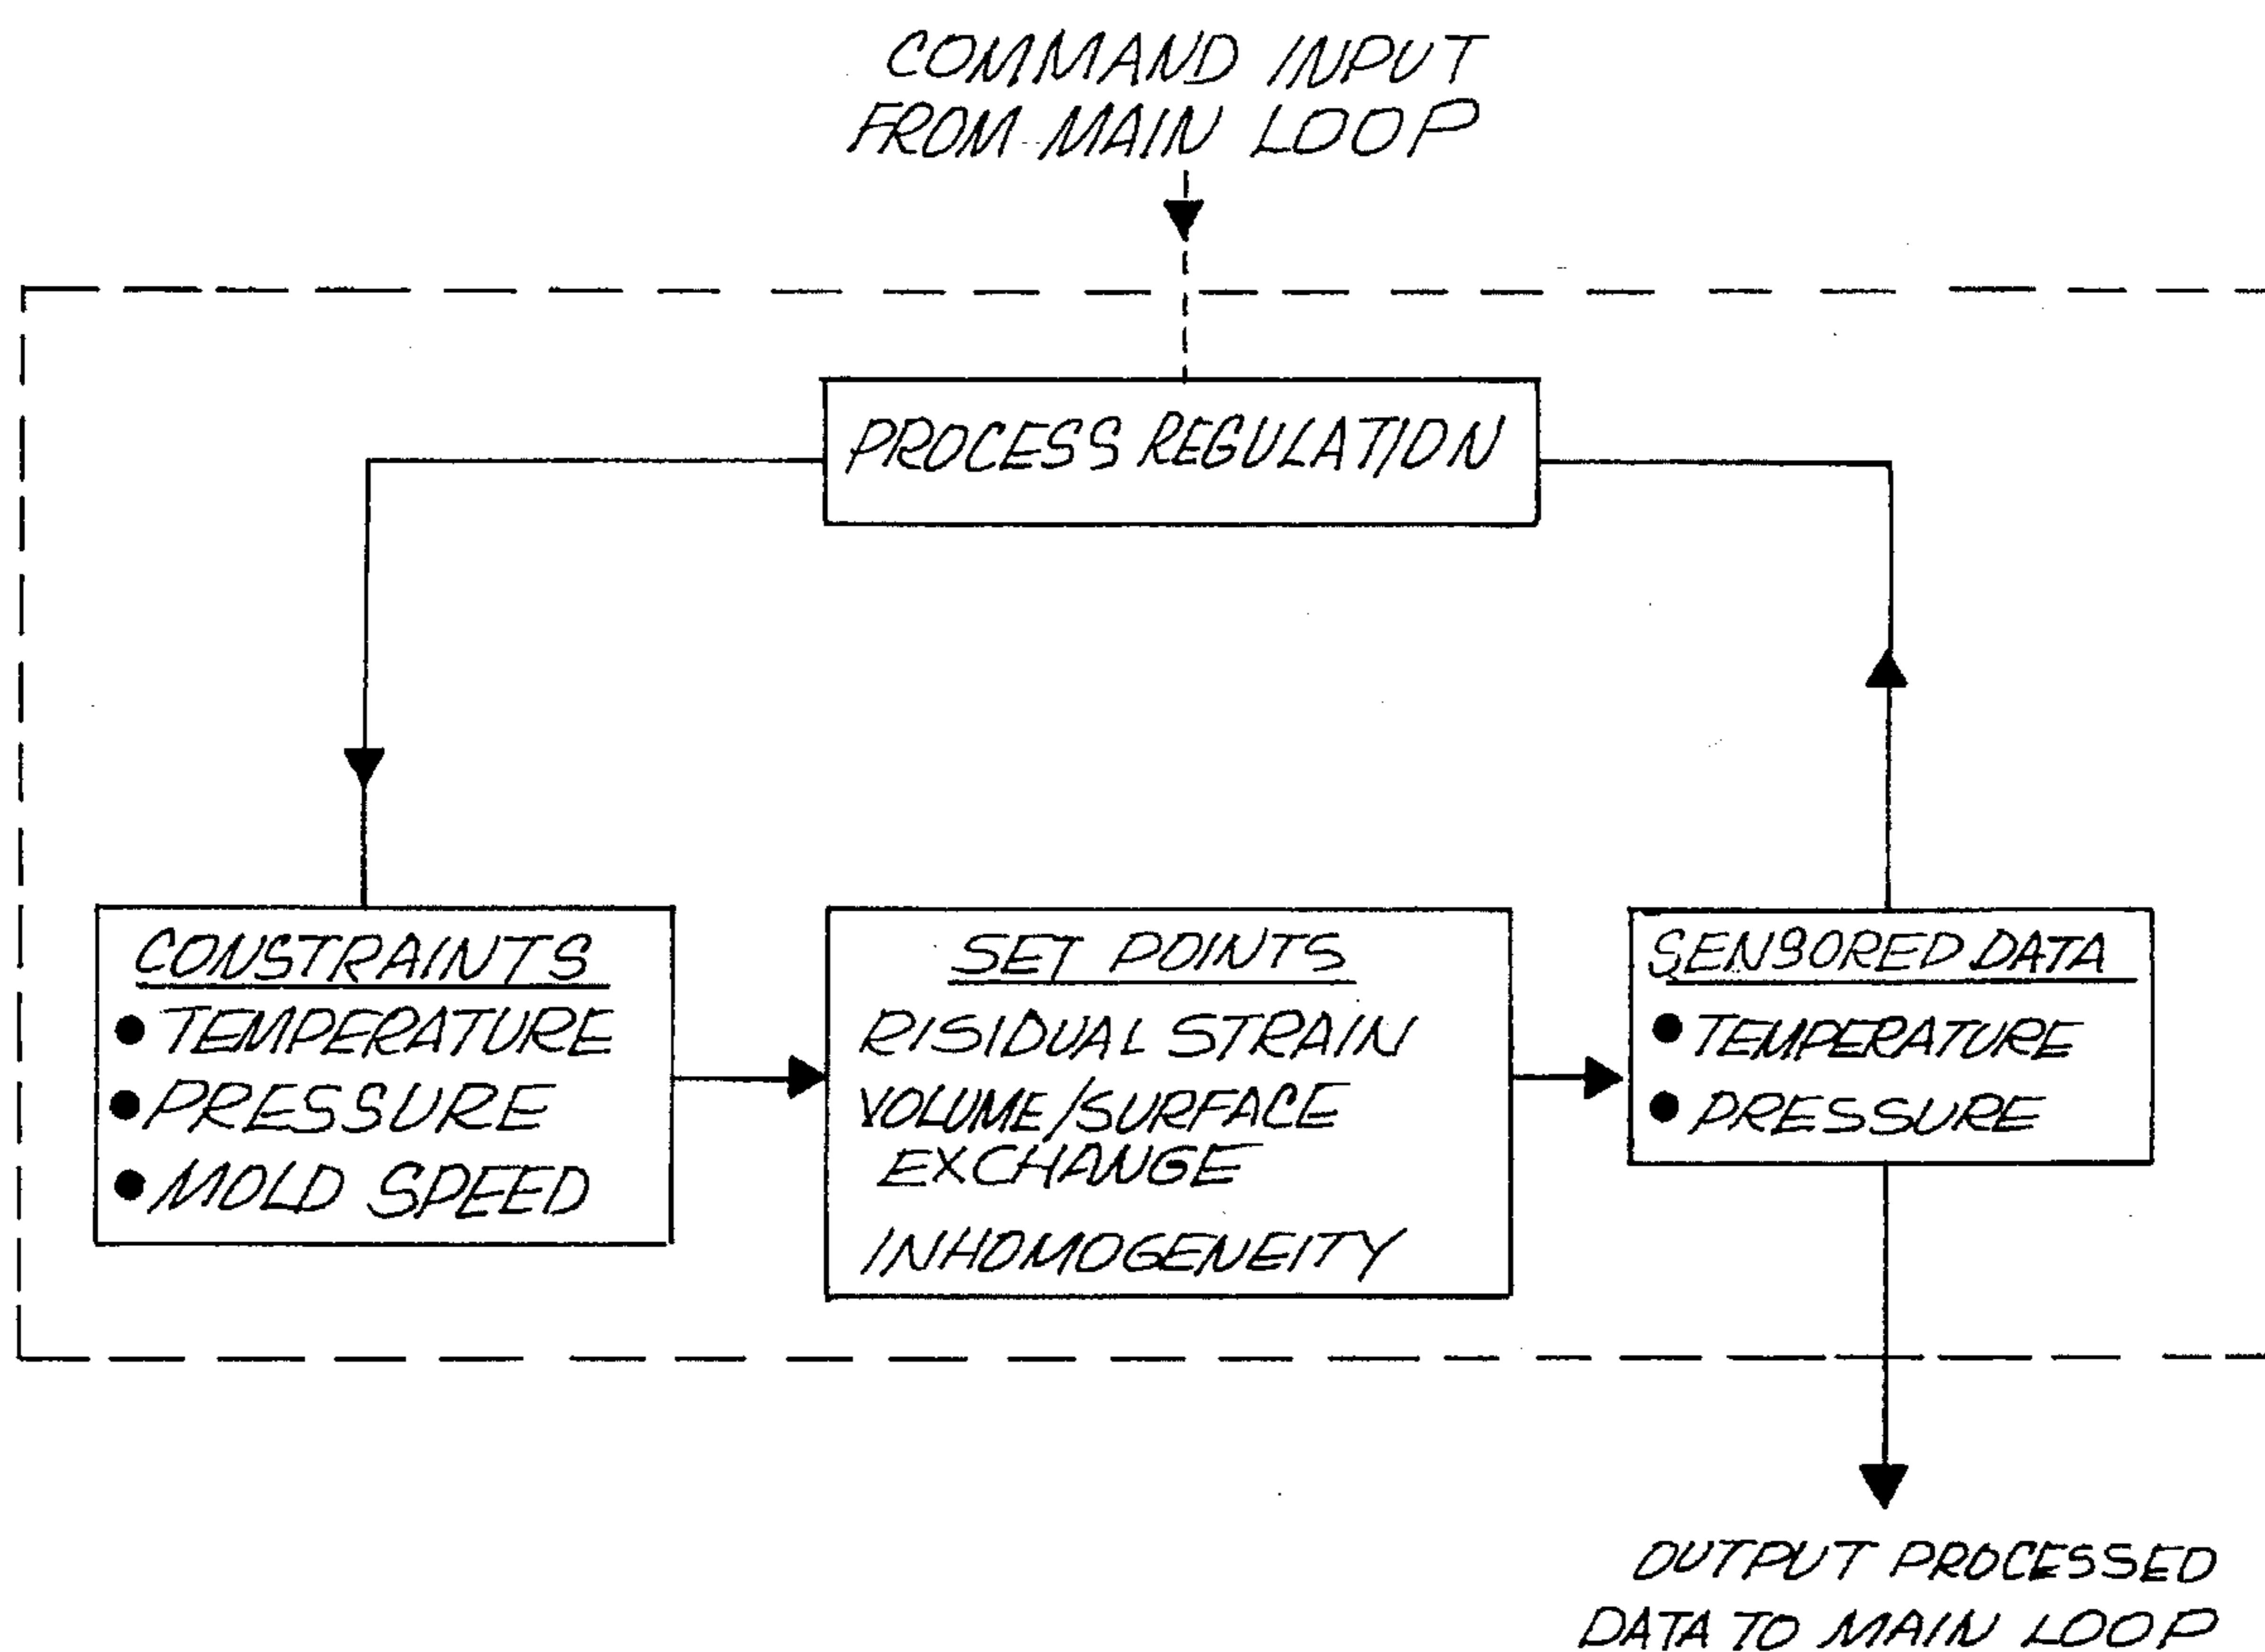 COMMAND INPUT
FROM MAIN LOOP
PROCESS REGULATION
CONSTRAINTS
● TEMPERATURE
● PRESSURE
● MOLD SPEED
SET POINTS
RISIDUAL STRAIN
VOLUME/SURFACE
EXCHANGE
INHOMOGENEITY
SENSORED DATA
● TEMPERATURE
● PRESSURE
OUTPUT PROCESSED
DATA TO MAIN LOOP